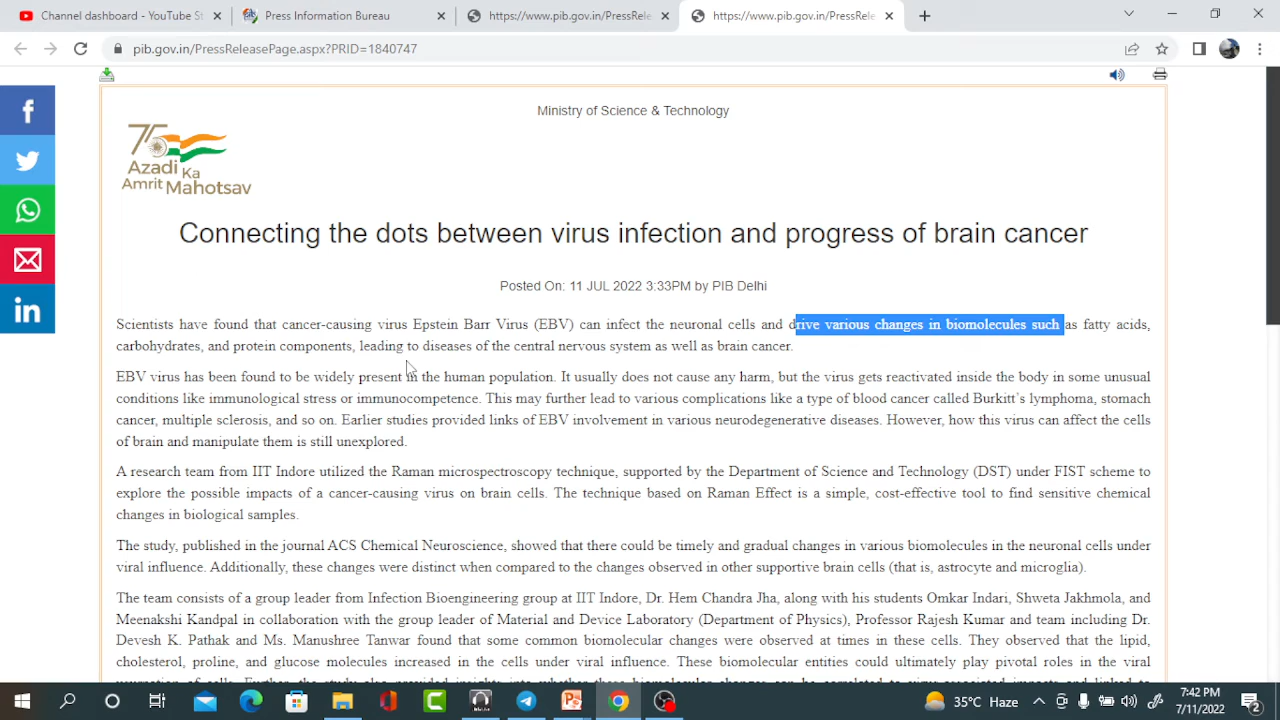 Channel dashboard - YouTube St
Press Information Bureau
https://www.pib.gov.in/PressRele
https://www.pib.gov.in/PressRele
pib.gov.in/PressReleasePage.aspx?PRID=1840747
Ministry of Science & Technology
75
Azadi Ka
Amrit Mahotsav
Connecting the dots between virus infection and progress of brain cancer
Posted On: 11 JUL 2022 3:33PM by PIB Delhi
Scientists have found that cancer-causing virus Epstein Barr Virus (EBV) can infect the neuronal cells and drive various changes in biomolecules such as fatty acids,
carbohydrates, and protein components, leading to diseases of the central nervous system as well as brain cancer.
EBV virus has been found to be widely present in the human population. It usually does not cause any harm, but the virus gets reactivated inside the body in some unusual
conditions like immunological stress or immunocompetence. This may further lead to various complications like a type of blood cancer called Burkitt's lymphoma, stomach
cancer, multiple sclerosis, and so on. Earlier studies provided links of EBV involvement in various neurodegenerative diseases. However, how this virus can affect the cells
of brain and manipulate them is still unexplored.
A research team from IIT Indore utilized the Raman microspectroscopy technique, supported by the Department of Science and Technology (DST) under FIST scheme to
explore the possible impacts of a cancer-causing virus on brain cells. The technique based on Raman Effect is a simple, cost-effective tool to find sensitive chemical
changes in biological samples.
The study, published in the journal ACS Chemical Neuroscience, showed that there could be timely and gradual changes in various biomolecules in the neuronal cells under
viral influence. Additionally, these changes were distinct when compared to the changes observed in other supportive brain cells (that is, astrocyte and microglia).
The team consists of a group leader from Infection Bioengineering group at IIT Indore, Dr. Hem Chandra Jha, along with his students Omkar Indari, Shweta Jakhmola, and
Meenakshi Kandpal in collaboration with the group leader of Material and Device Laboratory (Department of Physics), Professor Rajesh Kumar and team including Dr.
Devesh K. Pathak and Ms. Manushree Tanwar found that some common biomolecular changes were observed at times in these cells. They observed that the lipid,
cholesterol, proline, and glucose molecules increased in the cells under viral influence. These biomolecular entities could ultimately play pivotal roles in the viral
35°C Haze
7:42 PM
7/11/2022
2